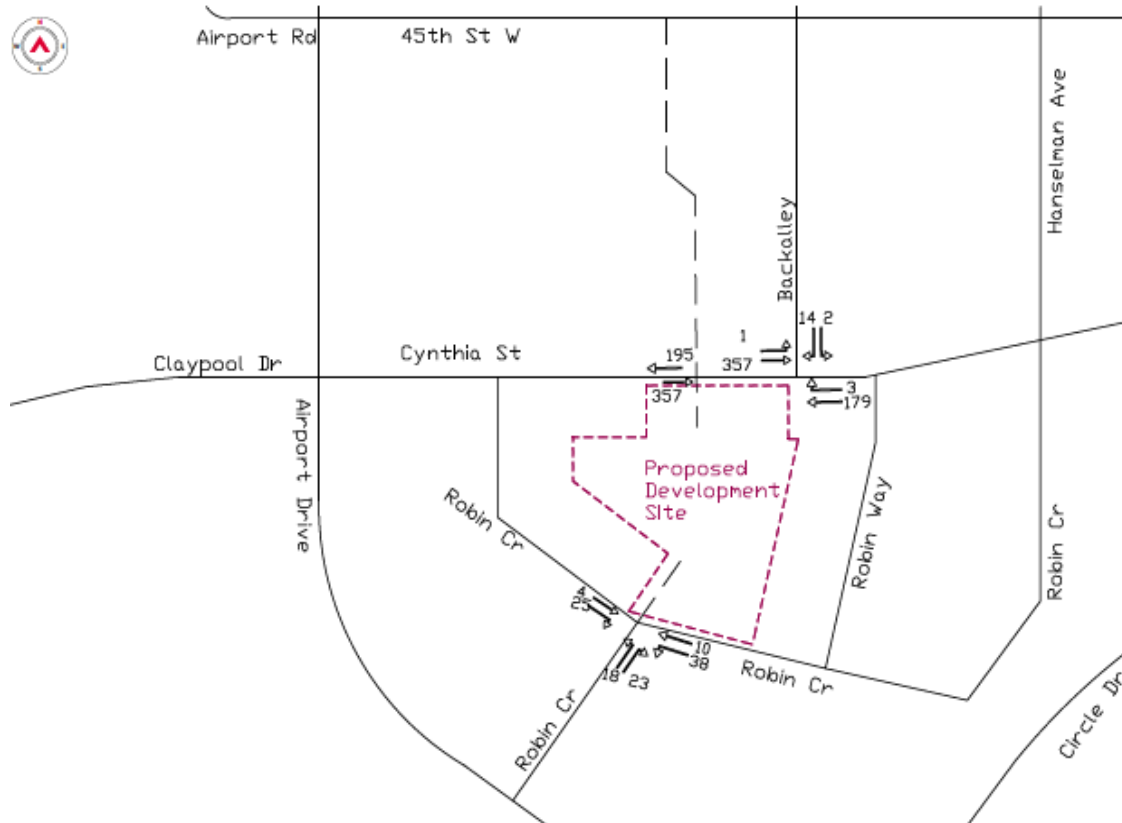 Airport Rd
45th St W
Hanselman Ave
Backalley
14 2
1
357
195
357
3
179
Claypool Dr
Cynthia St
Airport Drive
Proposed
Development
SIte
Robin Cr
Robin Way
Robin Cr
4
25
10
38
18 23
Robin Cr
Robin Cr
Circle Dr